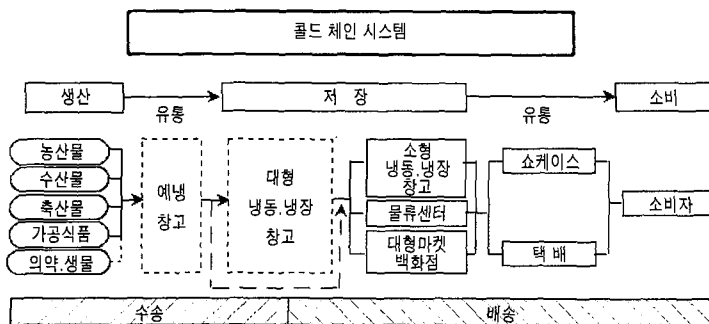 콜드 체인 시스템
생산
유통
저 장
유통
소비
농산물
수산물
축산물
가공식품
의약.생물
예냉
창고
대형
냉동.냉장
창고
소형
냉동.냉장
창고
물류센터
대형마켓
백화점
쇼케이스
택 배
소비자
수송
배송